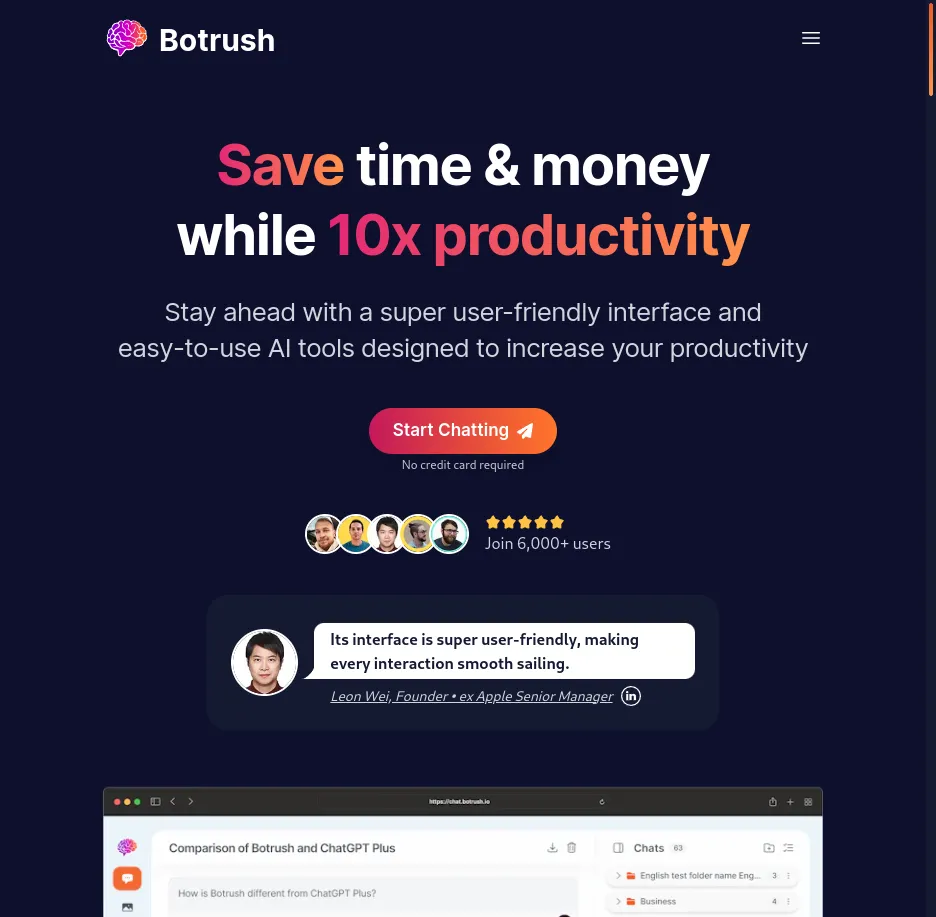 Botrush
Save time & money
while 10x productivity
Stay ahead with a super user-friendly interface and
easy-to-use AI tools designed to increase your productivity
Start Chatting
No credit card required
Join 6,000+ users
Its interface is super user-friendly, making
every interaction smooth sailing.
Leon Wei, Founder • ex Apple Senior Manager
in
https://chat.botrush.io
Comparison of Botrush and ChatGPT Plus
Chats 63
How is Botrush different from ChatGPT Plus?
English test folder name Eng... 3
Business 4